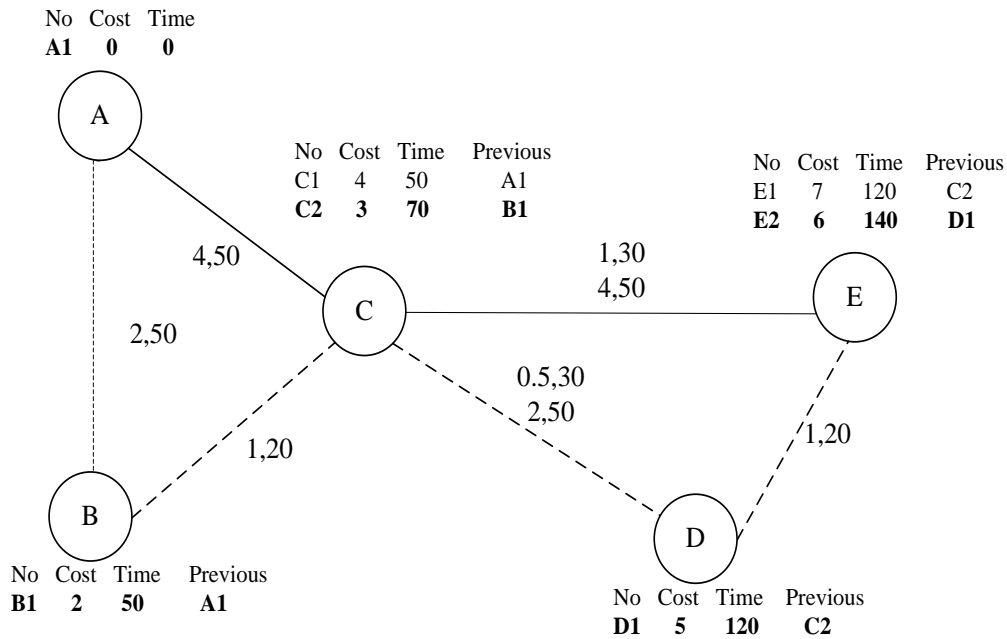 No Cost Time
A1 0 0
A
No Cost Time Previous
C1 4 50 A1
C2 3 70 B1
No Cost Time Previous
E1 7 120 C2
E2 6 140 D1
4,50
1,30
4,50
C
E
2,50
0.5,30
2,50
1,20
1,20
B
D
No Cost Time Previous
B1 2 50 A1
No Cost Time Previous
D1 5 120 C2